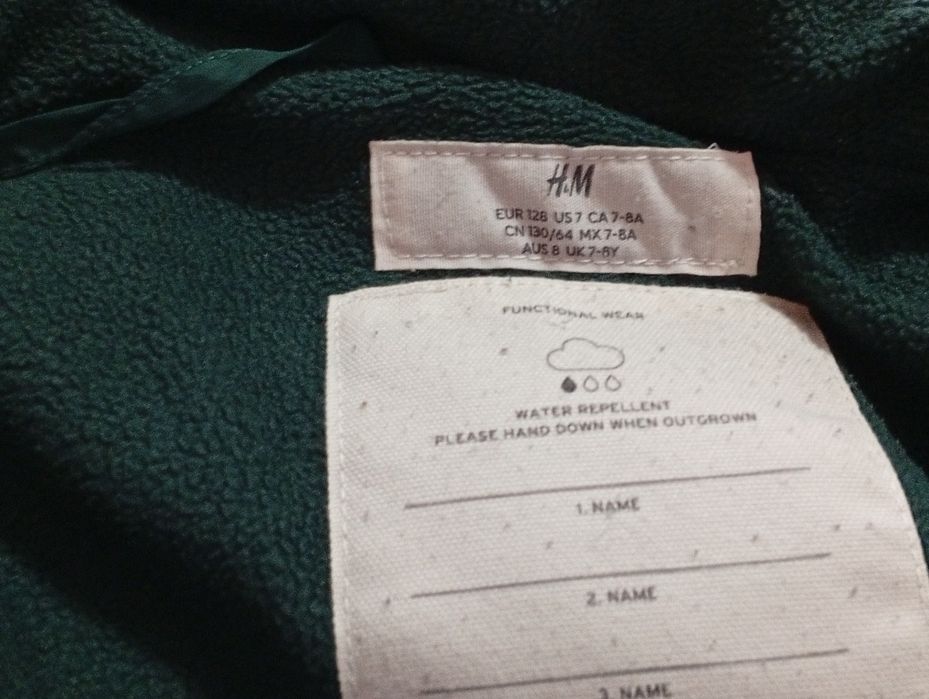 H&M
EUR 128 US 7 CA 7-8A
CN 130/64 MX 7-8A
AUS 8 UK 7-8Y
FUNCTIONAL WEAR
WATER REPELLENT
PLEASE HAND DOWN WHEN OUTGROWN
1. NAME
2. NAME
3. NAME